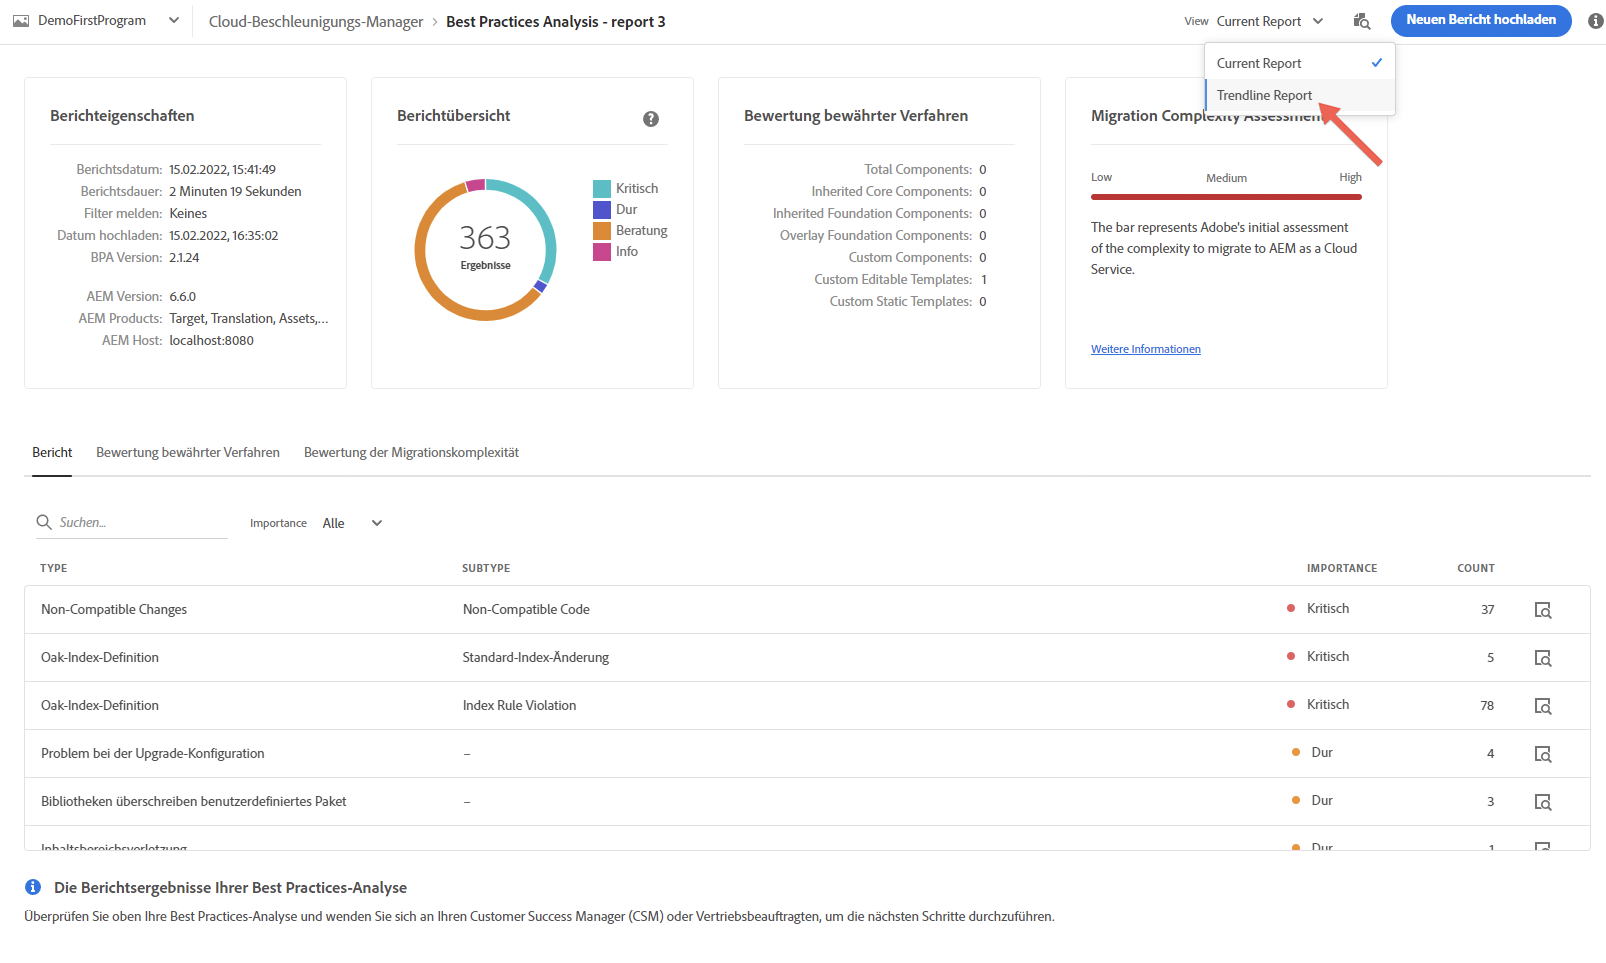 DemoFirstProgram
Cloud-Beschleunigungs-Manager › Best Practices Analysis - report 3
View Current Report
Neuen Bericht hochladen
Current Report
Trendline Report
Berichteigenschaften
Berichtsdatum: 15.02.2022, 15:41:49
Berichtsdauer: 2 Minuten 19 Sekunden
Filter melden: Keines
Datum hochladen: 15.02.2022, 16:35:02
BPA Version: 2.1.24
AEM Version: 6.6.0
AEM Products: Target, Translation, Assets,...
AEM Host: localhost:8080
Berichtübersicht
363
Ergebnisse
Kritisch
Dur
Beratung
Info
Bewertung bewährter Verfahren
Total Components: 0
Inherited Core Components: 0
Inherited Foundation Components: 0
Overlay Foundation Components: 0
Custom Components: 0
Custom Editable Templates: 1
Custom Static Templates: 0
Migration Complexity Assessment
Low Medium High
The bar represents Adobe's initial assessment
of the complexity to migrate to AEM as a Cloud
Service.
Weitere Informationen
Bericht Bewertung bewährter Verfahren Bewertung der Migrationskomplexität
Suchen... Importance Alle
TYPE SUBTYPE IMPORTANCE COUNT
Non-Compatible Changes Non-Compatible Code Kritisch 37
Oak-Index-Definition Standard-Index-Änderung Kritisch 5
Oak-Index-Definition Index Rule Violation Kritisch 78
Problem bei der Upgrade-Konfiguration – Dur 4
Bibliotheken überschreiben benutzerdefiniertes Paket – Dur 3
Inhaltsbereichsverletzung Dur 1
Die Berichtsergebnisse Ihrer Best Practices-Analyse
Überprüfen Sie oben Ihre Best Practices-Analyse und wenden Sie sich an Ihren Customer Success Manager (CSM) oder Vertriebsbeauftragten, um die nächsten Schritte durchzuführen.